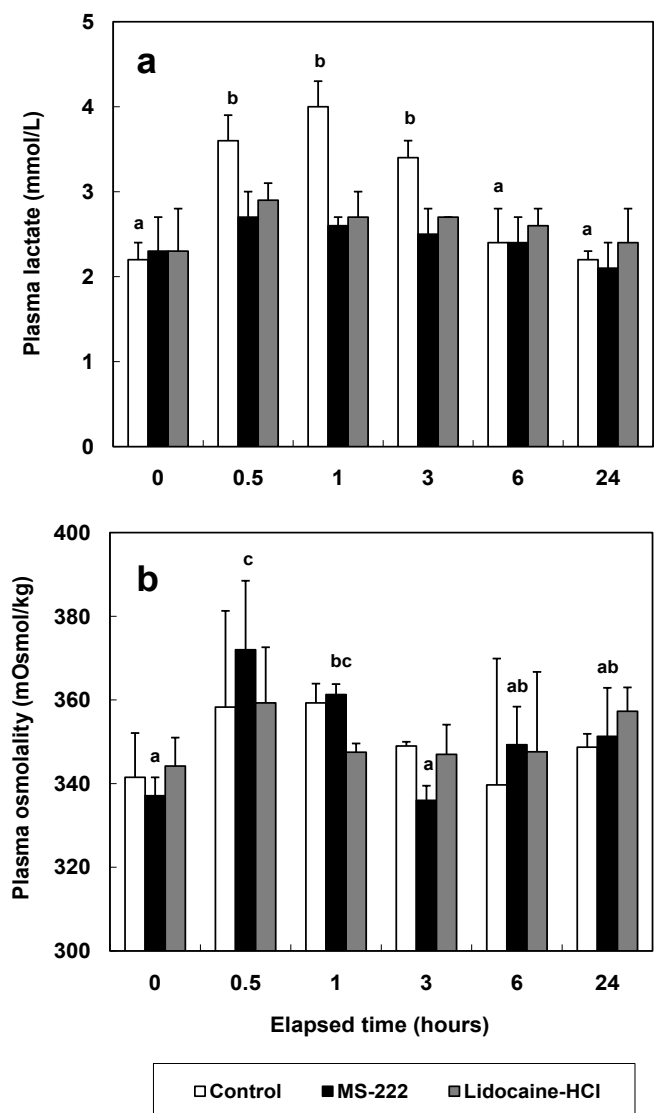 a
Plasma lactate (mmol/L)
5
4
3
2
1
0
a
b
b
b
a
a
0 0.5 1 3 6 24
b
Plasma osmolality (mOsmol/kg)
400
380
360
340
320
300
a
c
bc
a
ab
ab
0 0.5 1 3 6 24
Elapsed time (hours)
Control MS-222 Lidocaine-HCl